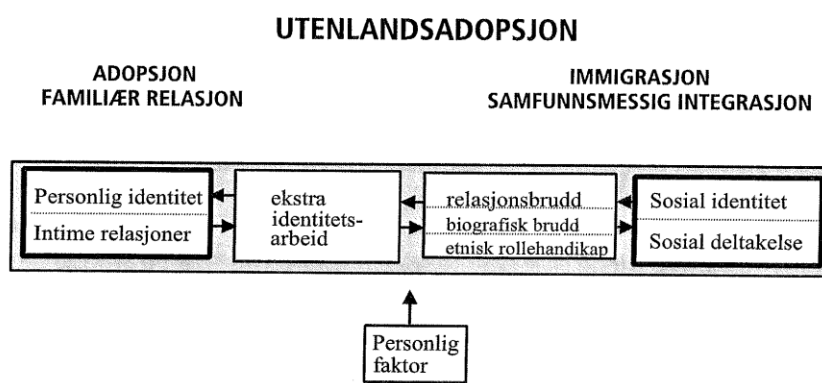 UTENLANDSADOPSJON
ADOPSJON
FAMILIÆR RELASJON
IMMIGRASJON
SAMFUNNSMESSIG INTEGRASJON
Personlig identitet
Intime relasjoner
ekstra
identitets-
arbeid
relasjonsbrudd
biografisk brudd
etnisk rollehandikap
Sosial identitet
Sosial deltakelse
Personlig
faktor